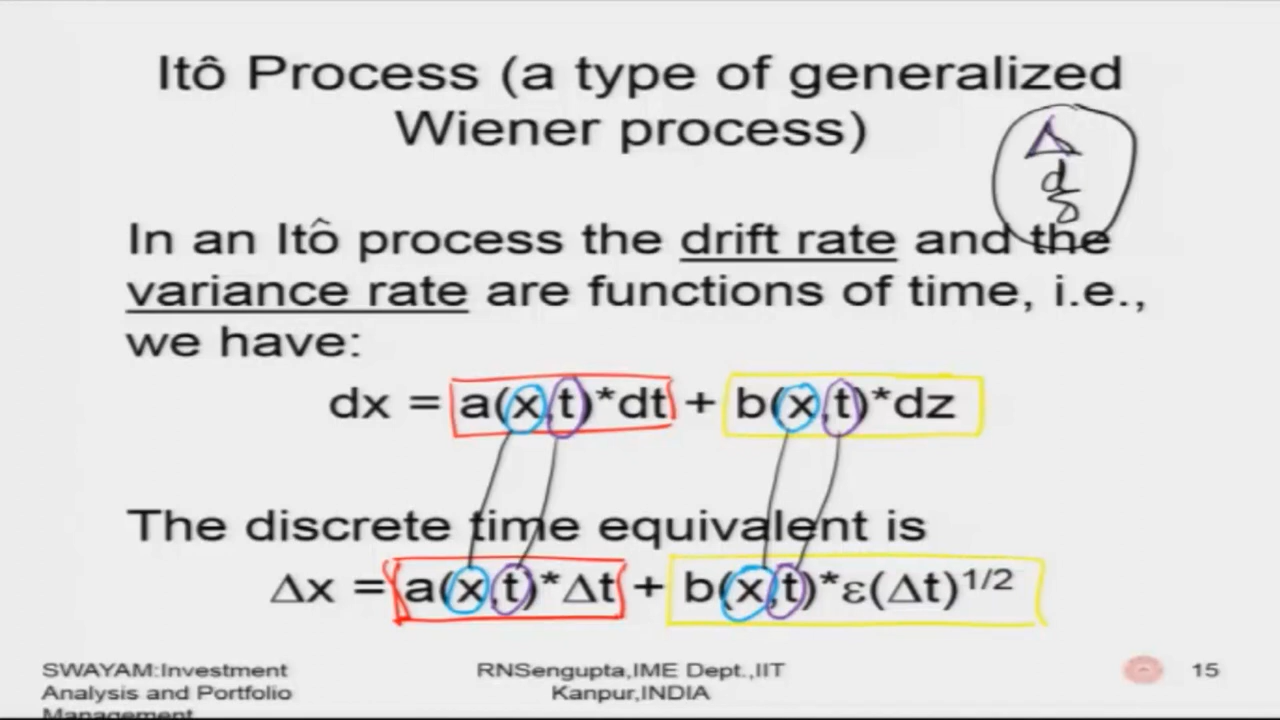 Itô Process (a type of generalized
Wiener process)
Δ
d
In an Itô process the drift rate and the
variance rate are functions of time, i.e.,
we have:
dx = a(x,t)*dt + b(x,t)*dz
The discrete time equivalent is
Δx = a(x,t)*Δt + b(x,t)*ε(Δt)^1/2
SWAYAM:Investment
Analysis and Portfolio
Management
RNSengupta,IME Dept.,IIT
Kanpur,INDIA
15